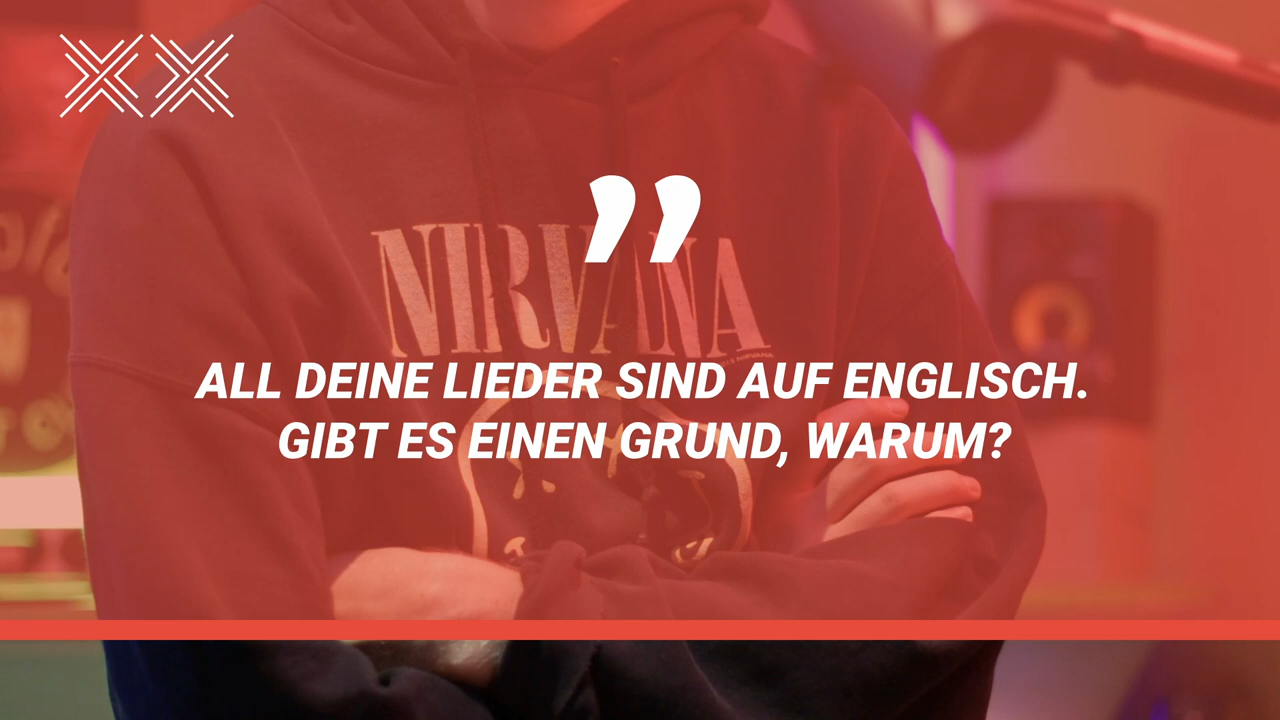 ”
NIRVANA
ALL DEINE LIEDER SIND AUF ENGLISCH.
GIBT ES EINEN GRUND, WARUM?